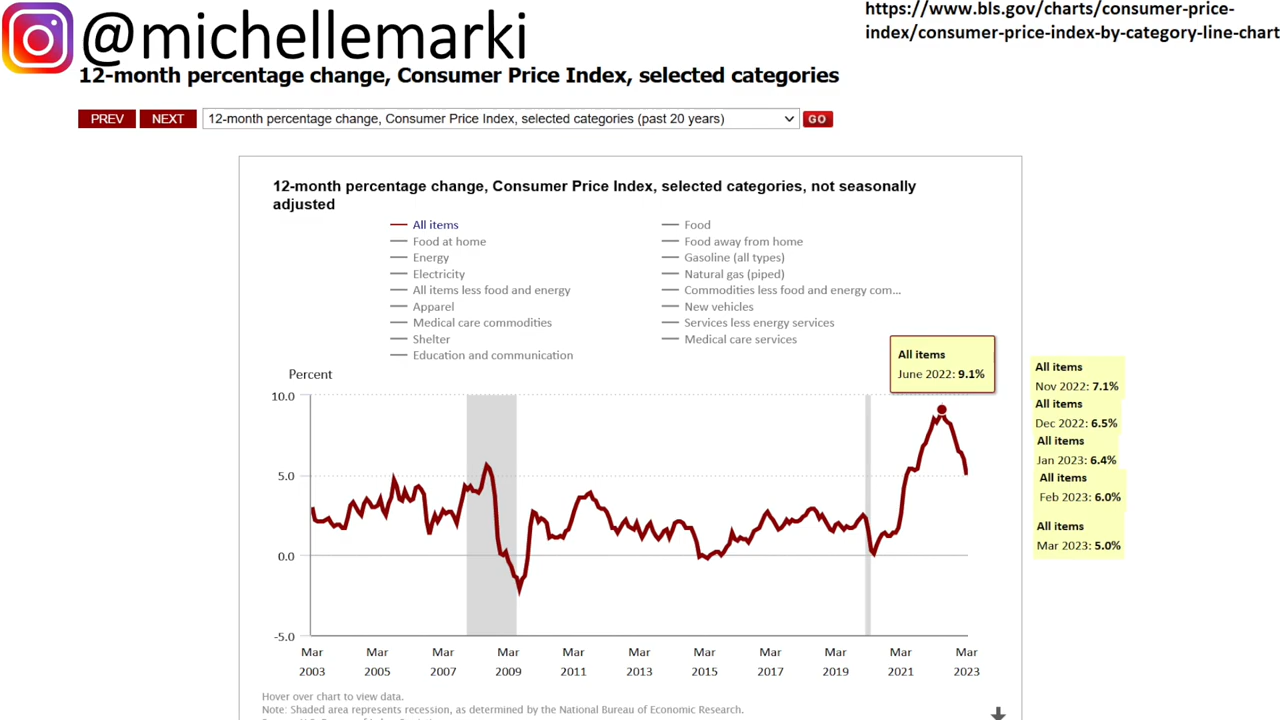 @michellemarki
https://www.bls.gov/charts/consumer-price-
index/consumer-price-index-by-category-line-chart
12-month percentage change, Consumer Price Index, selected categories
PREV NEXT 12-month percentage change, Consumer Price Index, selected categories (past 20 years) GO
12-month percentage change, Consumer Price Index, selected categories, not seasonally
adjusted
All items
Food at home
Energy
Electricity
All items less food and energy
Apparel
Medical care commodities
Shelter
Education and communication
Food
Food away from home
Gasoline (all types)
Natural gas (piped)
Commodities less food and energy com...
New vehicles
Services less energy services
Medical care services
All items
June 2022: 9.1%
All items
Nov 2022: 7.1%
All items
Dec 2022: 6.5%
All items
Jan 2023: 6.4%
All items
Feb 2023: 6.0%
All items
Mar 2023: 5.0%
Percent
10.0
5.0
0.0
-5.0
Mar Mar Mar Mar Mar Mar Mar Mar Mar Mar Mar
2003 2005 2007 2009 2011 2013 2015 2017 2019 2021 2023
Hover over chart to view data.
Note: Shaded area represents recession, as determined by the National Bureau of Economic Research.